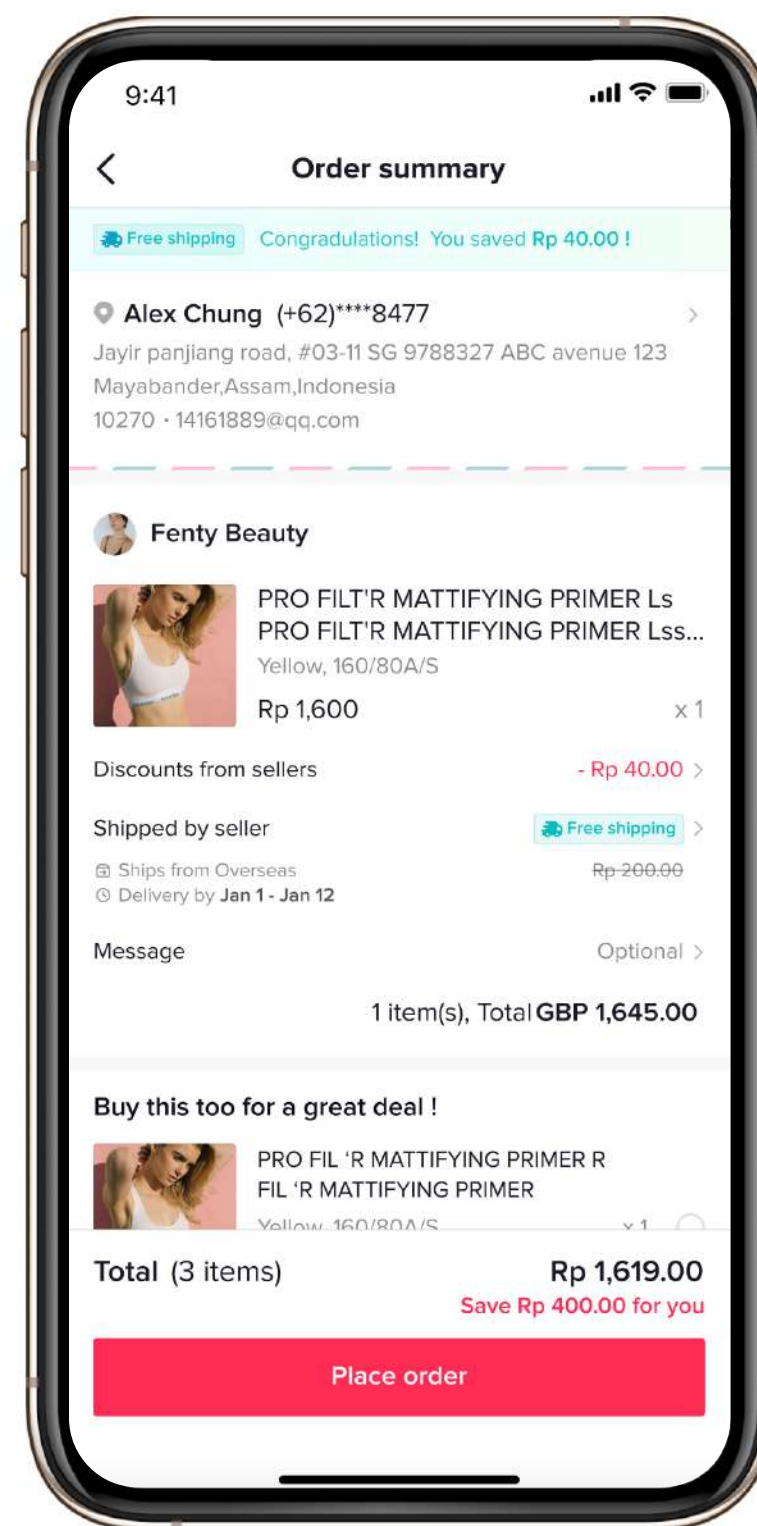 9:41
Order summary
Free shipping Congradulations! You saved Rp 40.00 !
Alex Chung (+62)****8477
Jayir panjiang road, #03-11 SG 9788327 ABC avenue 123
Mayabander,Assam,Indonesia
10270 · 14161889@qq.com
Fenty Beauty
PRO FILT'R MATTIFYING PRIMER Ls
PRO FILT'R MATTIFYING PRIMER Lss...
Yellow, 160/80A/S
Rp 1,600 x 1
Discounts from sellers - Rp 40.00
Shipped by seller Free shipping
Ships from Overseas Rp 200.00
Delivery by Jan 1 - Jan 12
Message Optional
1 item(s), Total GBP 1,645.00
Buy this too for a great deal !
PRO FIL ‘R MATTIFYING PRIMER R
FIL ‘R MATTIFYING PRIMER
Yellow, 160/80A/S x 1
Total (3 items) Rp 1,619.00
Save Rp 400.00 for you
Place order